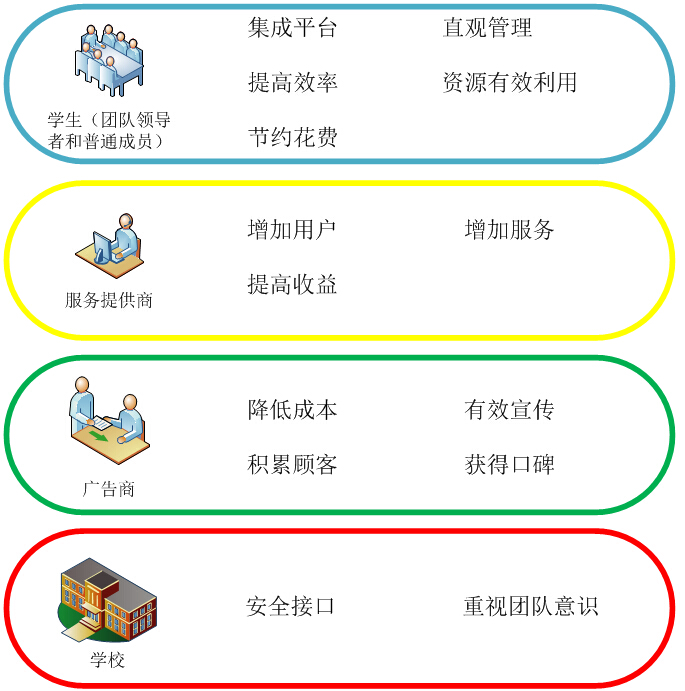 集成平台
直观管理
提高效率
资源有效利用
节约花费
学生（团队领导
者和普通成员）
增加用户
增加服务
提高收益
服务提供商
降低成本
有效宣传
积累顾客
获得口碑
广告商
安全接口
重视团队意识
学校